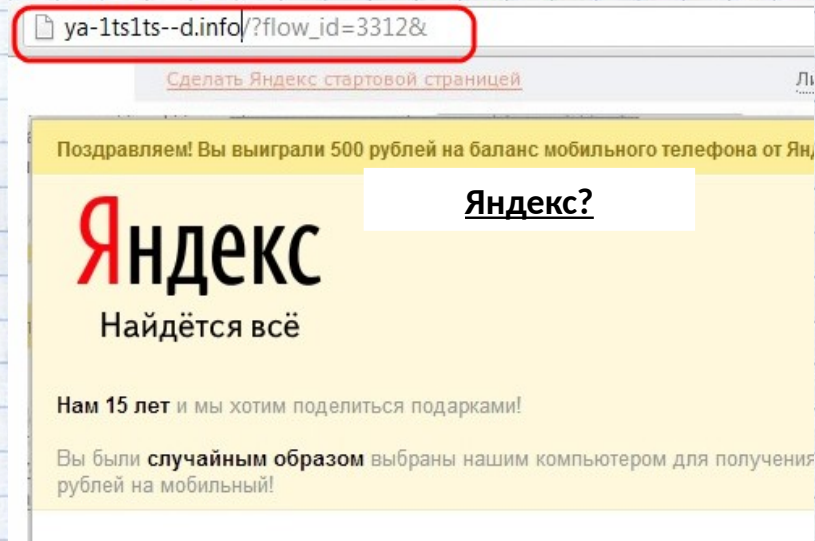 ya-1ts1ts--d.info/?flow_id=3312&
Сделать Яндекс стартовой страницей
Ли
Поздравляем! Вы выиграли 500 рублей на баланс мобильного телефона от Янд
Яндекс?
Яндекс
Найдётся всё
Нам 15 лет и мы хотим поделиться подарками!
Вы были случайным образом выбраны нашим компьютером для получения
рублей на мобильный!